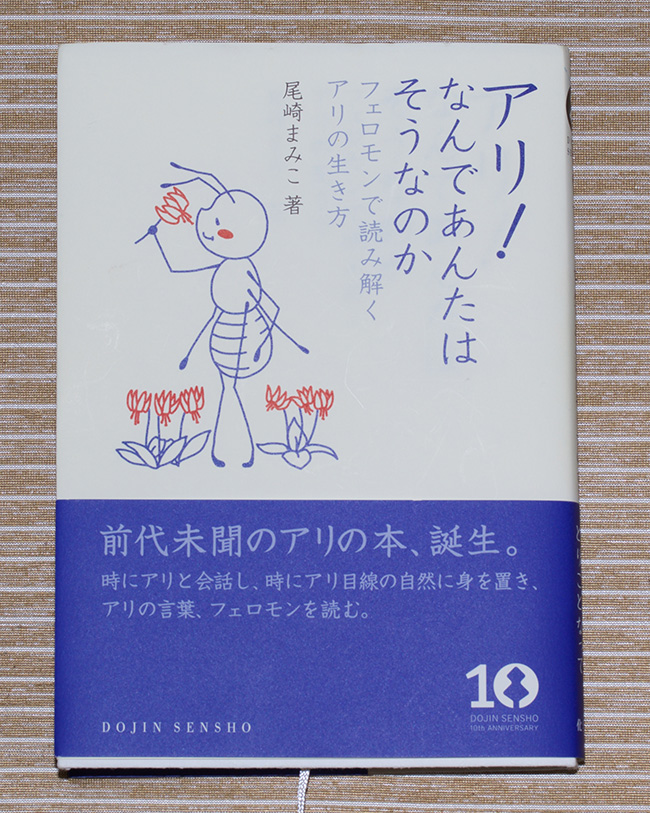 アリ！
なんであんたは
そうなのか
フェロモンで読み解く
アリの生き方
尾崎まみこ 著
前代未聞のアリの本、誕生。
時にアリと会話し、時にアリ目線の自然に身を置き、
アリの言葉、フェロモンを読む。
10
DOJIN SENSHO
10th ANNIVERSARY
DOJIN SENSHO